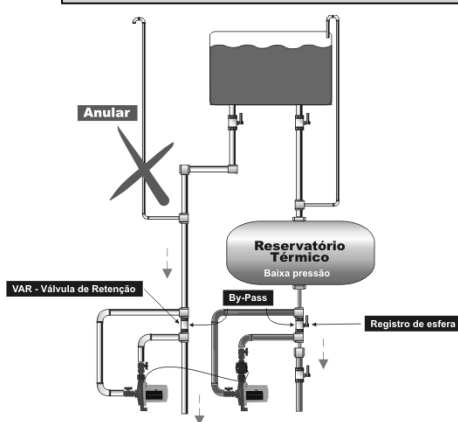 Anular
Reservatório
Térmico
Baixa pressão
VAR - Válvula de Retenção
By-Pass
Registro de esfera